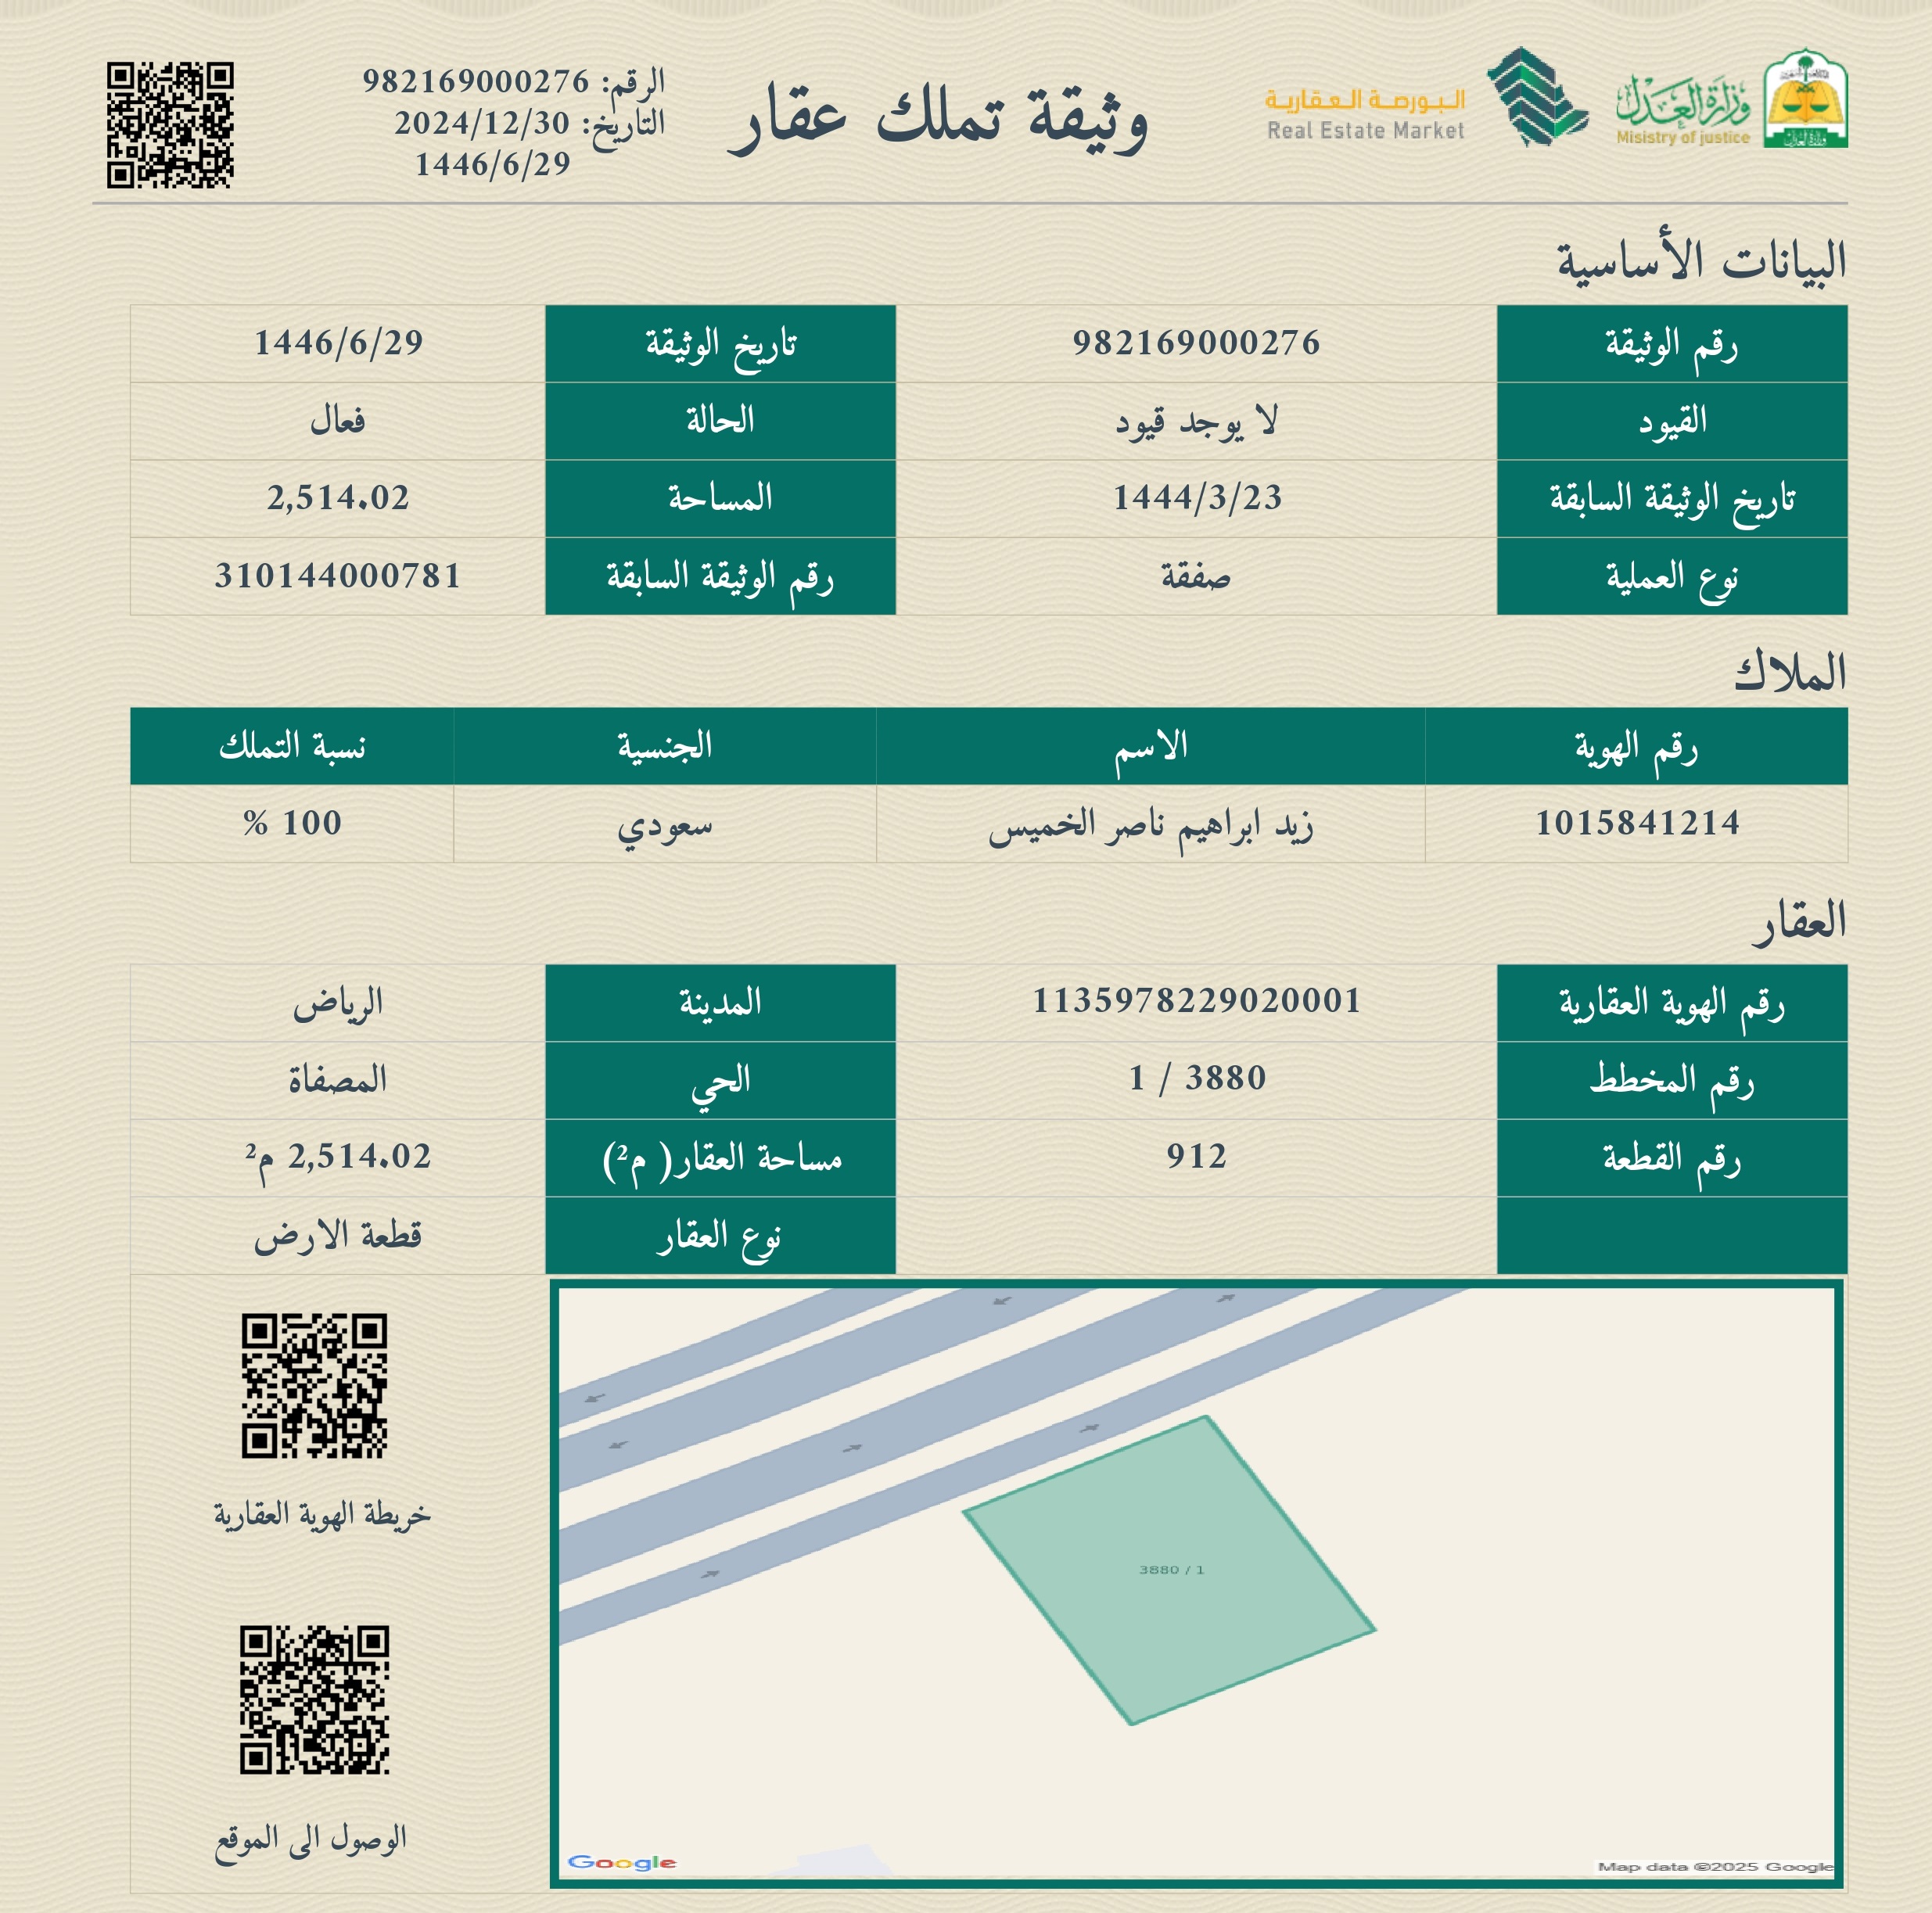 وزارة العدل
Misistry of justice
البورصة العقارية
Real Estate Market
وثيقة تملك عقار
الرقم: 982169000276
التاريخ: 2024/12/30
1446/6/29
البيانات الأساسية
رقم الوثيقة 982169000276 تاريخ الوثيقة 1446/6/29
القيود لا يوجد قيود الحالة فعال
تاريخ الوثيقة السابقة 1444/3/23 المساحة 2,514.02
نوع العملية صفقة رقم الوثيقة السابقة 310144000781
الملاك
رقم الهوية الاسم الجنسية نسبة التملك
1015841214 زيد ابراهيم ناصر الخميس سعودي 100 %
العقار
رقم الهوية العقارية 1135978229020001 المدينة الرياض
رقم المخطط 3880 / 1 الحي المصفاة
رقم القطعة 912 مساحة العقار( م²) 2,514.02 م²
نوع العقار قطعة الارض
3880 / 1
Google
Map data ©2025 Google
خريطة الهوية العقارية
الوصول الى الموقع